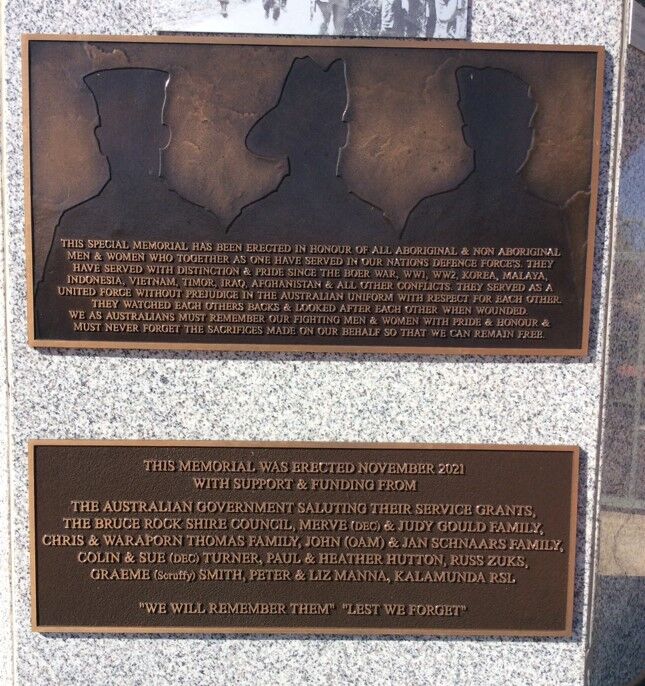 THIS SPECIAL MEMORIAL HAS BEEN ERECTED IN HONOUR OF ALL ABORIGINAL & NON ABORIGINAL
MEN & WOMEN WHO TOGETHER AS ONE HAVE SERVED IN OUR NATIONS DEFENCE FORCE'S. THEY
HAVE SERVED WITH DISTINCTION & PRIDE SINCE THE BOER WAR, WW1, WW2, KOREA, MALAYA,
INDONESIA, VIETNAM, TIMOR, IRAQ, AFGHANISTAN & ALL OTHER CONFLICTS. THEY SERVED AS A
UNITED FORCE WITHOUT PREJUDICE IN THE AUSTRALIAN UNIFORM WITH RESPECT FOR EACH OTHER.
THEY WATCHED EACH OTHERS BACKS & LOOKED AFTER EACH OTHER WHEN WOUNDED.
WE AS AUSTRALIANS MUST REMEMBER OUR FIGHTING MEN & WOMEN WITH PRIDE & HONOUR &
MUST NEVER FORGET THE SACRIFICES MADE ON OUR BEHALF SO THAT WE CAN REMAIN FREE.
THIS MEMORIAL WAS ERECTED NOVEMBER 2021
WITH SUPPORT & FUNDING FROM
THE AUSTRALIAN GOVERNMENT SALUTING THEIR SERVICE GRANTS,
THE BRUCE ROCK SHIRE COUNCIL, MERVE (DEC) & JUDY GOULD FAMILY,
CHRIS & WARAPORN THOMAS FAMILY, JOHN (OAM) & JAN SCHNAARS FAMILY,
COLIN & SUE (DEC) TURNER, PAUL & HEATHER HUTTON, RUSS ZUKS,
GRAEME (Scruffy) SMITH, PETER & LIZ MANNA, KALAMUNDA RSL
"WE WILL REMEMBER THEM" "LEST WE FORGET"